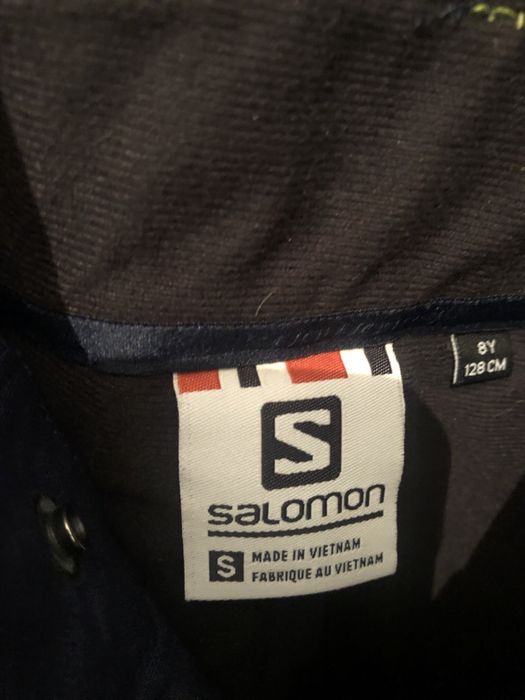 8Y
128 CM
S
salomon
S MADE IN VIETNAM
FABRIQUE AU VIETNAM